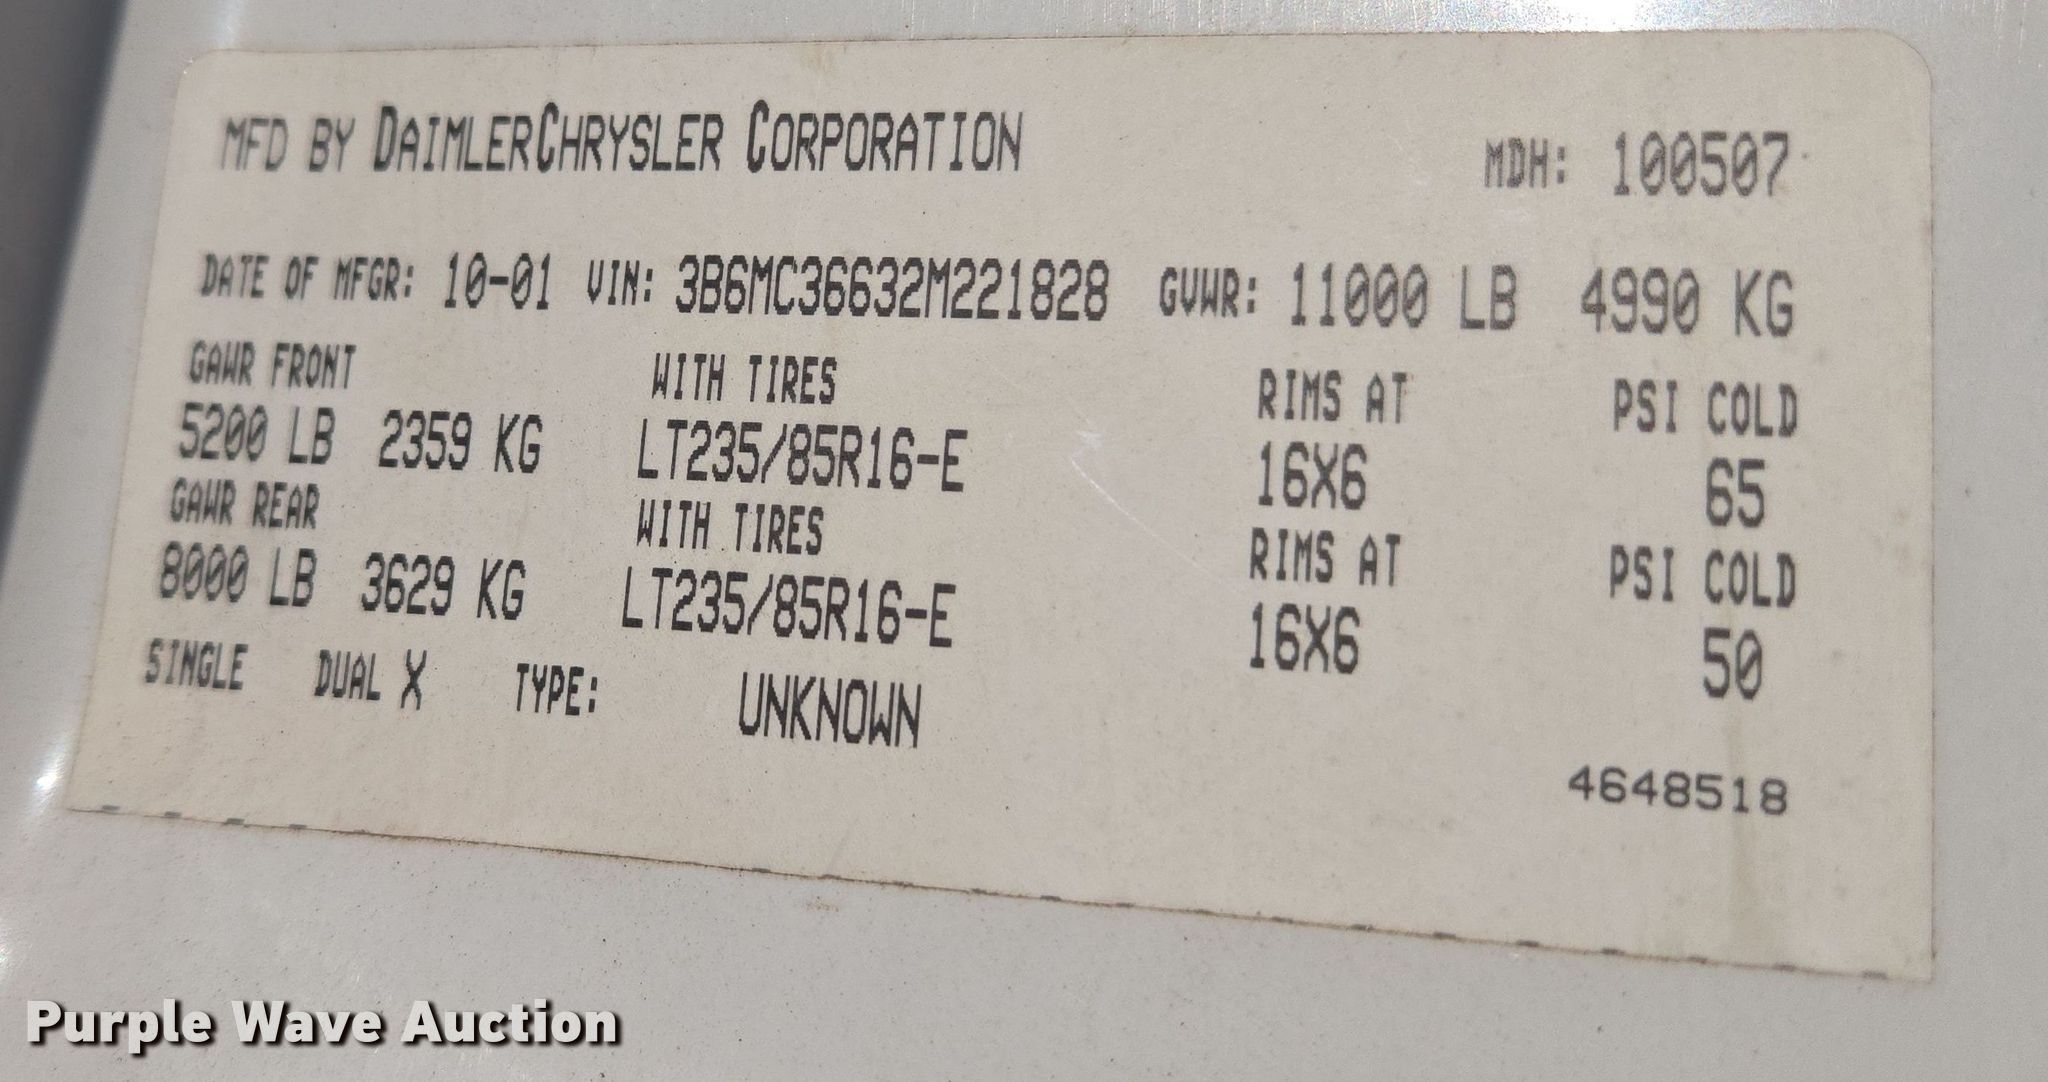 MFD BY DAIMLERCHRYSLER CORPORATION MDH: 100507
DATE OF MFGR: 10-01 VIN: 3B6MC36632M221828 GVWR: 11000 LB 4990 KG
GAWR FRONT WITH TIRES RIMS AT PSI COLD
5200 LB 2359 KG LT235/85R16-E 16X6 65
GAWR REAR WITH TIRES RIMS AT PSI COLD
8000 LB 3629 KG LT235/85R16-E 16X6 50
SINGLE DUAL X TYPE: UNKNOWN
4648518
Purple Wave Auction